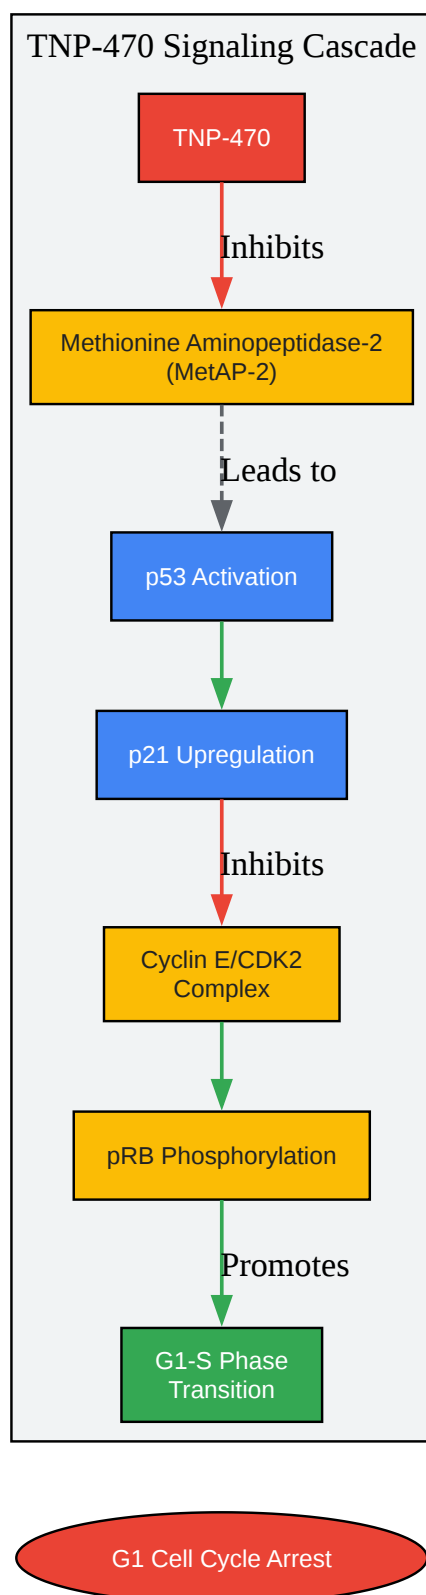 TNP-470 Signaling Cascade
TNP-470
Inhibits
Methionine Aminopeptidase-2
(MetAP-2)
Leads to
p53 Activation
p21 Upregulation
Inhibits
Cyclin E/CDK2
Complex
pRB Phosphorylation
Promotes
G1-S Phase
Transition
G1 Cell Cycle Arrest